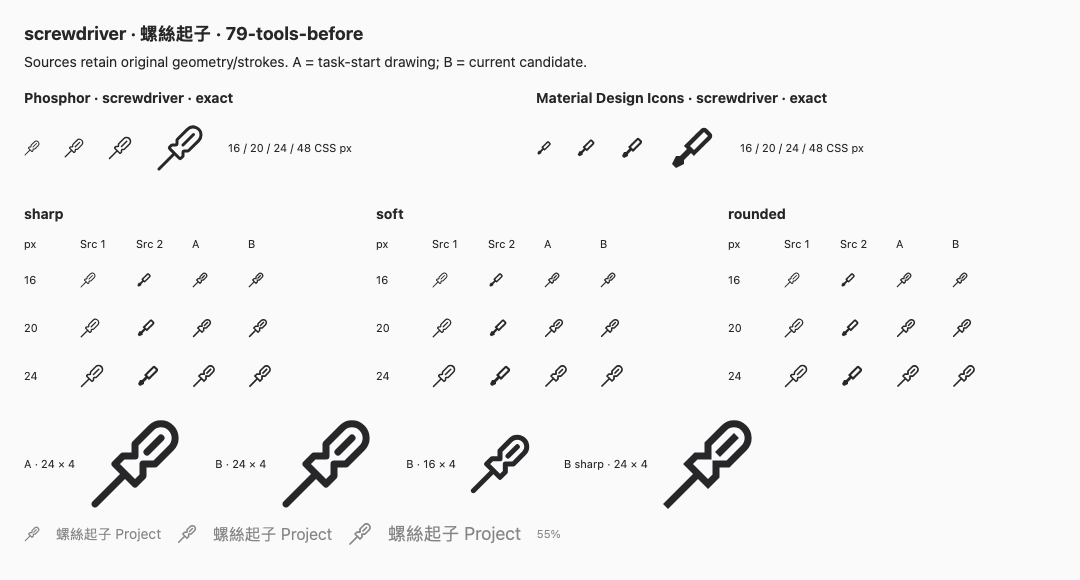 screwdriver · 螺絲起子 · 79-tools-before
Sources retain original geometry/strokes. A = task-start drawing; B = current candidate.
Phosphor · screwdriver · exact
Material Design Icons · screwdriver · exact
16 / 20 / 24 / 48 CSS px
16 / 20 / 24 / 48 CSS px
sharp
soft
rounded
px Src 1 Src 2 A B
px Src 1 Src 2 A B
px Src 1 Src 2 A B
16
16
16
20
20
20
24
24
24
A · 24 × 4
B · 24 × 4
B · 16 × 4
B sharp · 24 × 4
螺絲起子 Project
螺絲起子 Project
螺絲起子 Project
55%